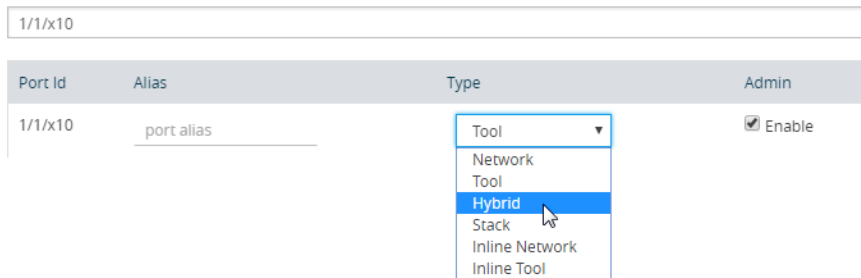 1/1/x10
Port Id Alias Type Admin
1/1/x10 port alias Tool Enable
Network
Tool
Hybrid
Stack
Inline Network
Inline Tool